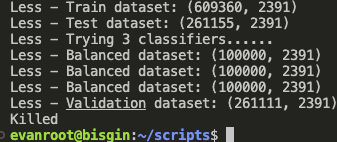 Less - Train dataset: (609360, 2391)
Less - Test dataset: (261155, 2391)
Less - Trying 3 classifiers......
Less - Balanced dataset: (100000, 2391)
Less - Balanced dataset: (100000, 2391)
Less - Balanced dataset: (100000, 2391)
Less - Validation dataset: (261111, 2391)
Killed
evanroot@bisgin:~/scripts$